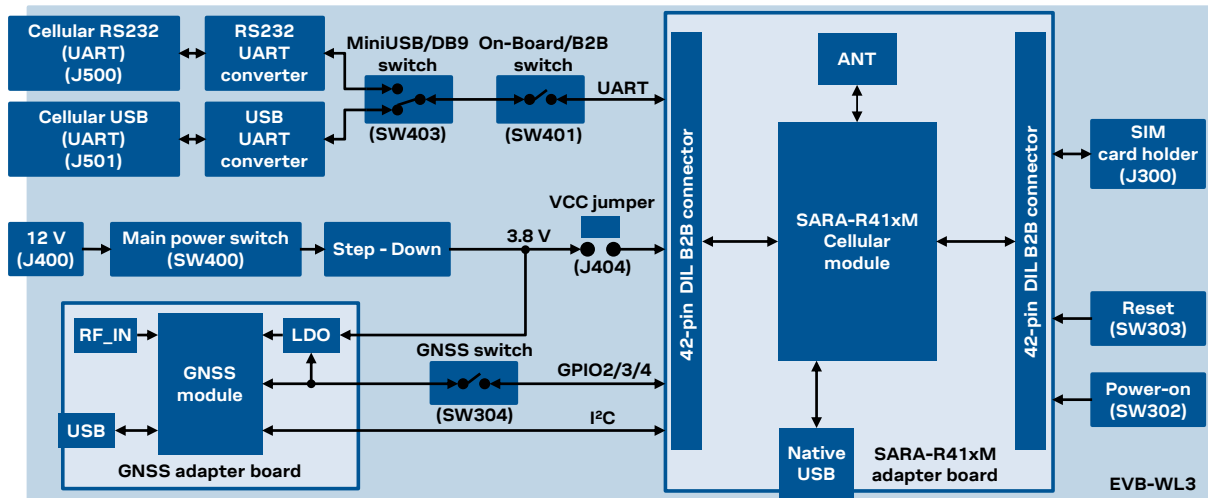 Cellular RS232
(UART)
(J500)
RS232
UART
converter
MiniUSB/DB9
switch
(SW403)
On-Board/B2B
switch
(SW401)
UART
Cellular USB
(UART)
(J501)
USB
UART
converter
12 V
(J400)
Main power switch
(SW400)
Step - Down
3.8 V
VCC jumper
(J404)
RF_IN
GNSS
module
LDO
USB
GNSS adapter board
GNSS switch
(SW304)
GPIO2/3/4
I²C
42-pin DIL B2B connector
ANT
SARA-R41xM
Cellular
module
Native
USB
SARA-R41xM
adapter board
42-pin DIL B2B connector
SIM
card holder
(J300)
Reset
(SW303)
Power-on
(SW302)
EVB-WL3